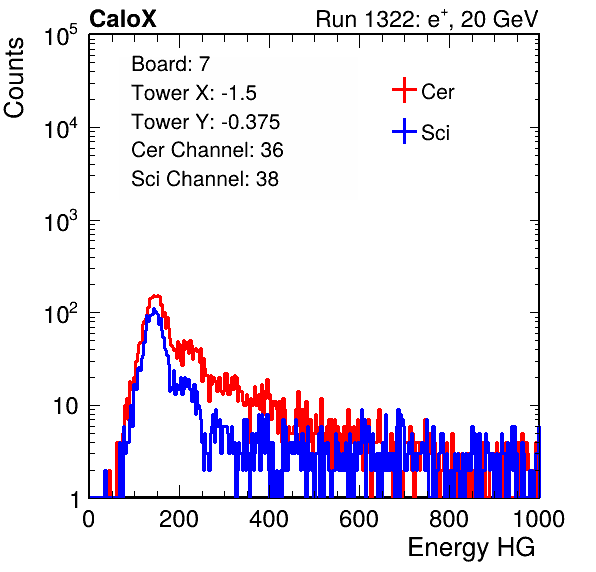 CaloX Run 1322: e⁺, 20 GeV
Counts
Board: 7
Tower X: -1.5
Tower Y: -0.375
Cer Channel: 36
Sci Channel: 38
Cer
Sci
10⁵
10⁴
10³
10²
10
1
0 200 400 600 800 1000
Energy HG